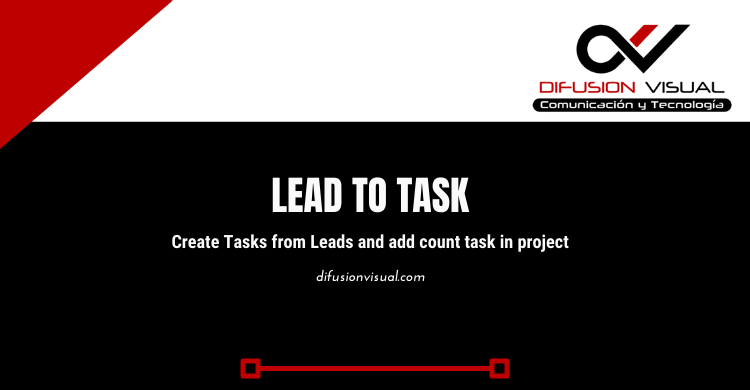 DIFUSION VISUAL
Comunicación y Tecnología
LEAD TO TASK
Create Tasks from Leads and add count task in project
difusionvisual.com